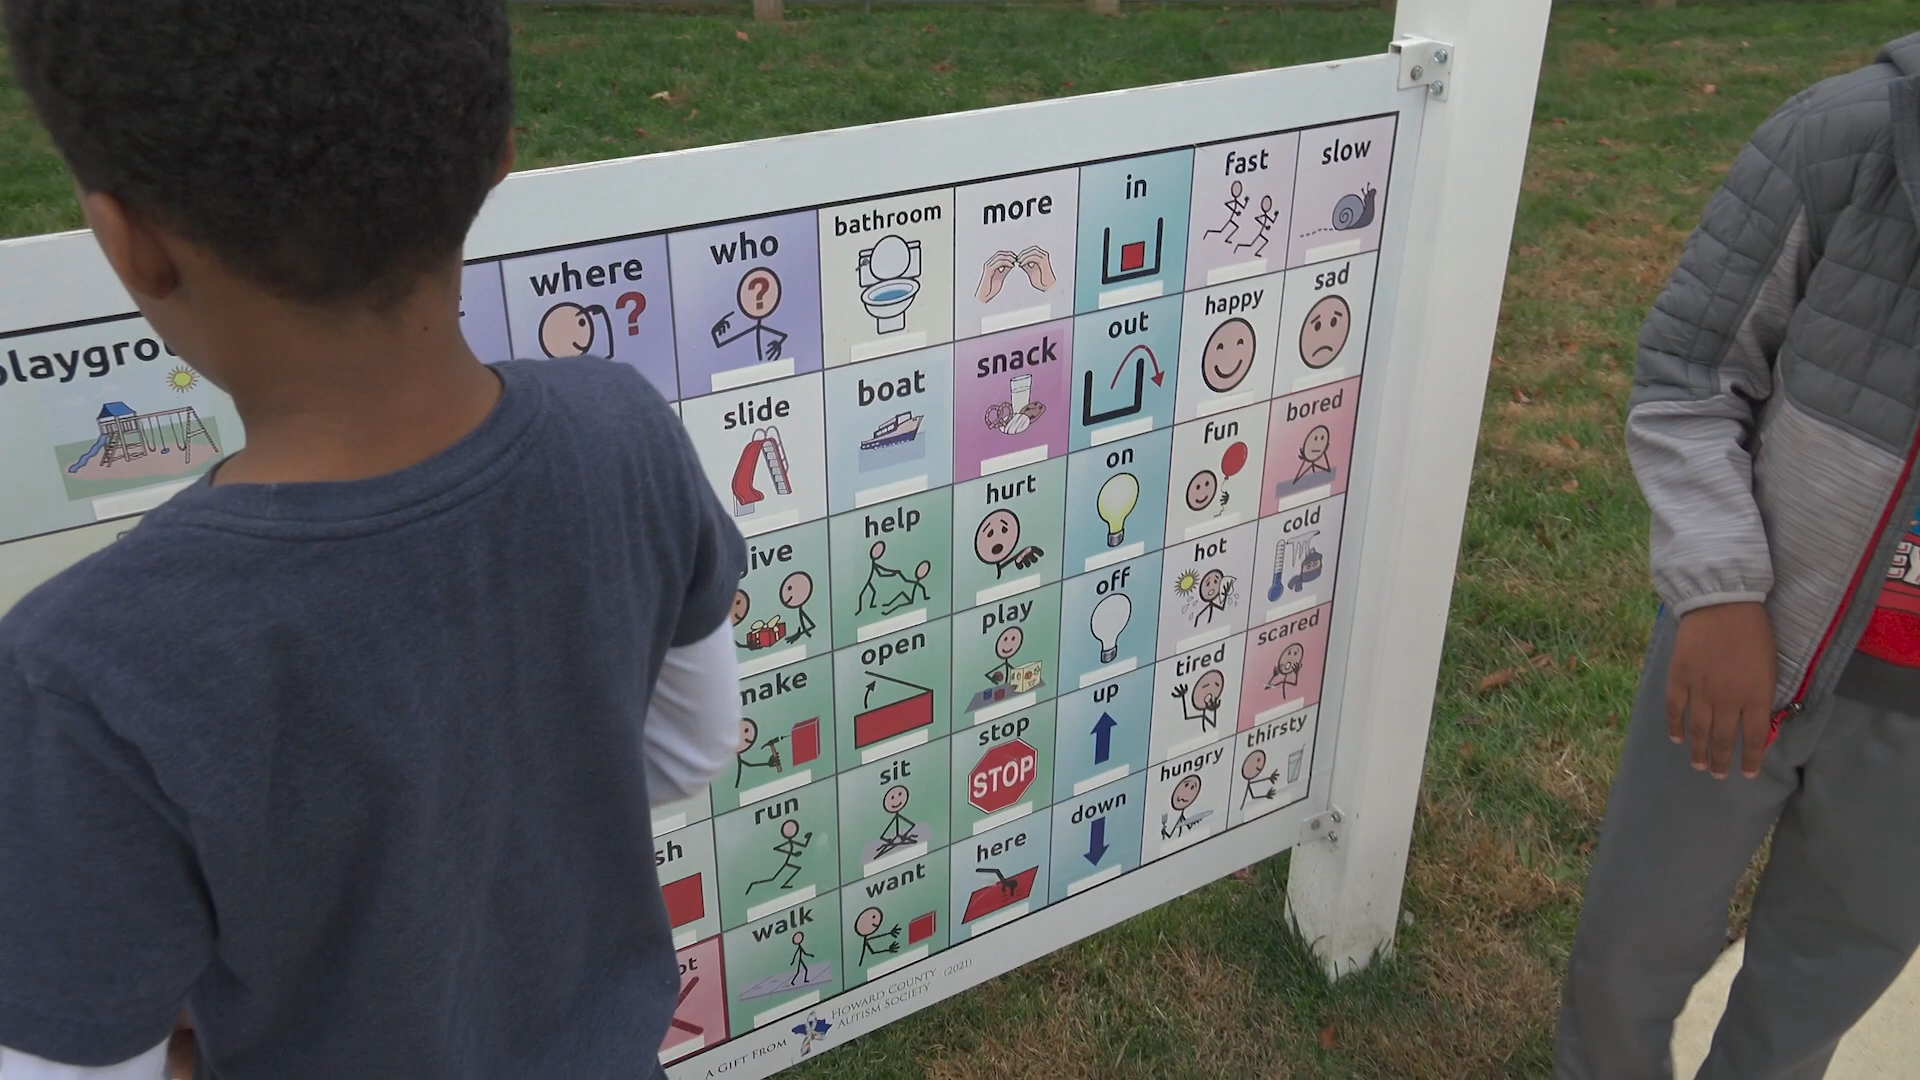 where
who
bathroom
more
in
fast
slow
slide
boat
snack
out
happy
sad
help
hurt
on
fun
bored
open
play
off
hot
cold
run
sit
stop
STOP
up
tired
scared
walk
want
here
down
hungry
thirsty
A GIFT FROM
HOWARD COUNTY (2021)
AUTISM SOCIETY